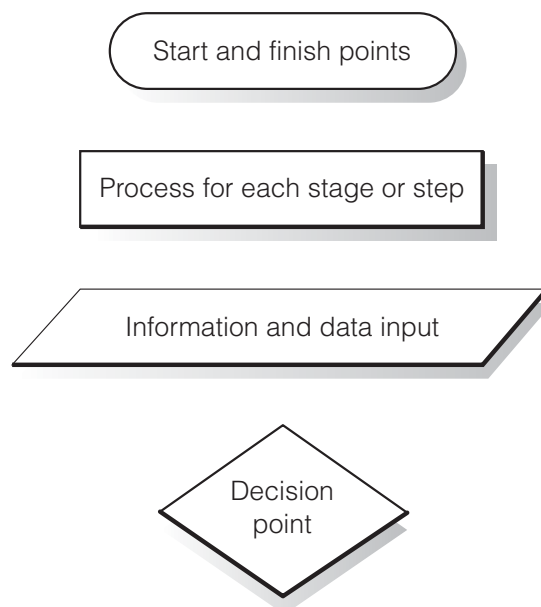 Start and finish points
Process for each stage or step
Information and data input
Decision
point